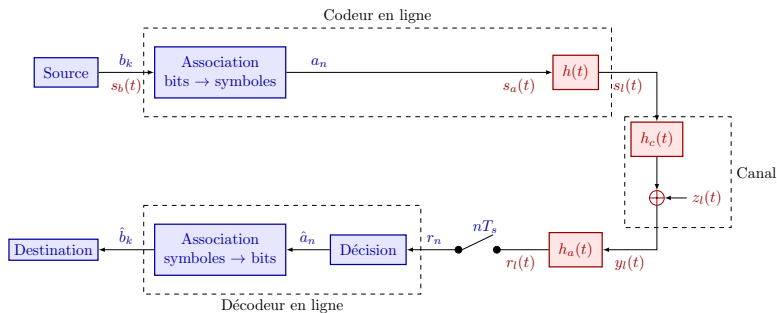 Codeur en ligne
Source
b_k
s_b(t)
Association
bits → symboles
a_n
s_a(t)
h(t)
s_l(t)
h_c(t)
Canal
z_l(t)
Destination
b̂_k
Association
symboles → bits
â_n
Décision
r_n
nT_s
r_l(t)
h_a(t)
y_l(t)
Décodeur en ligne